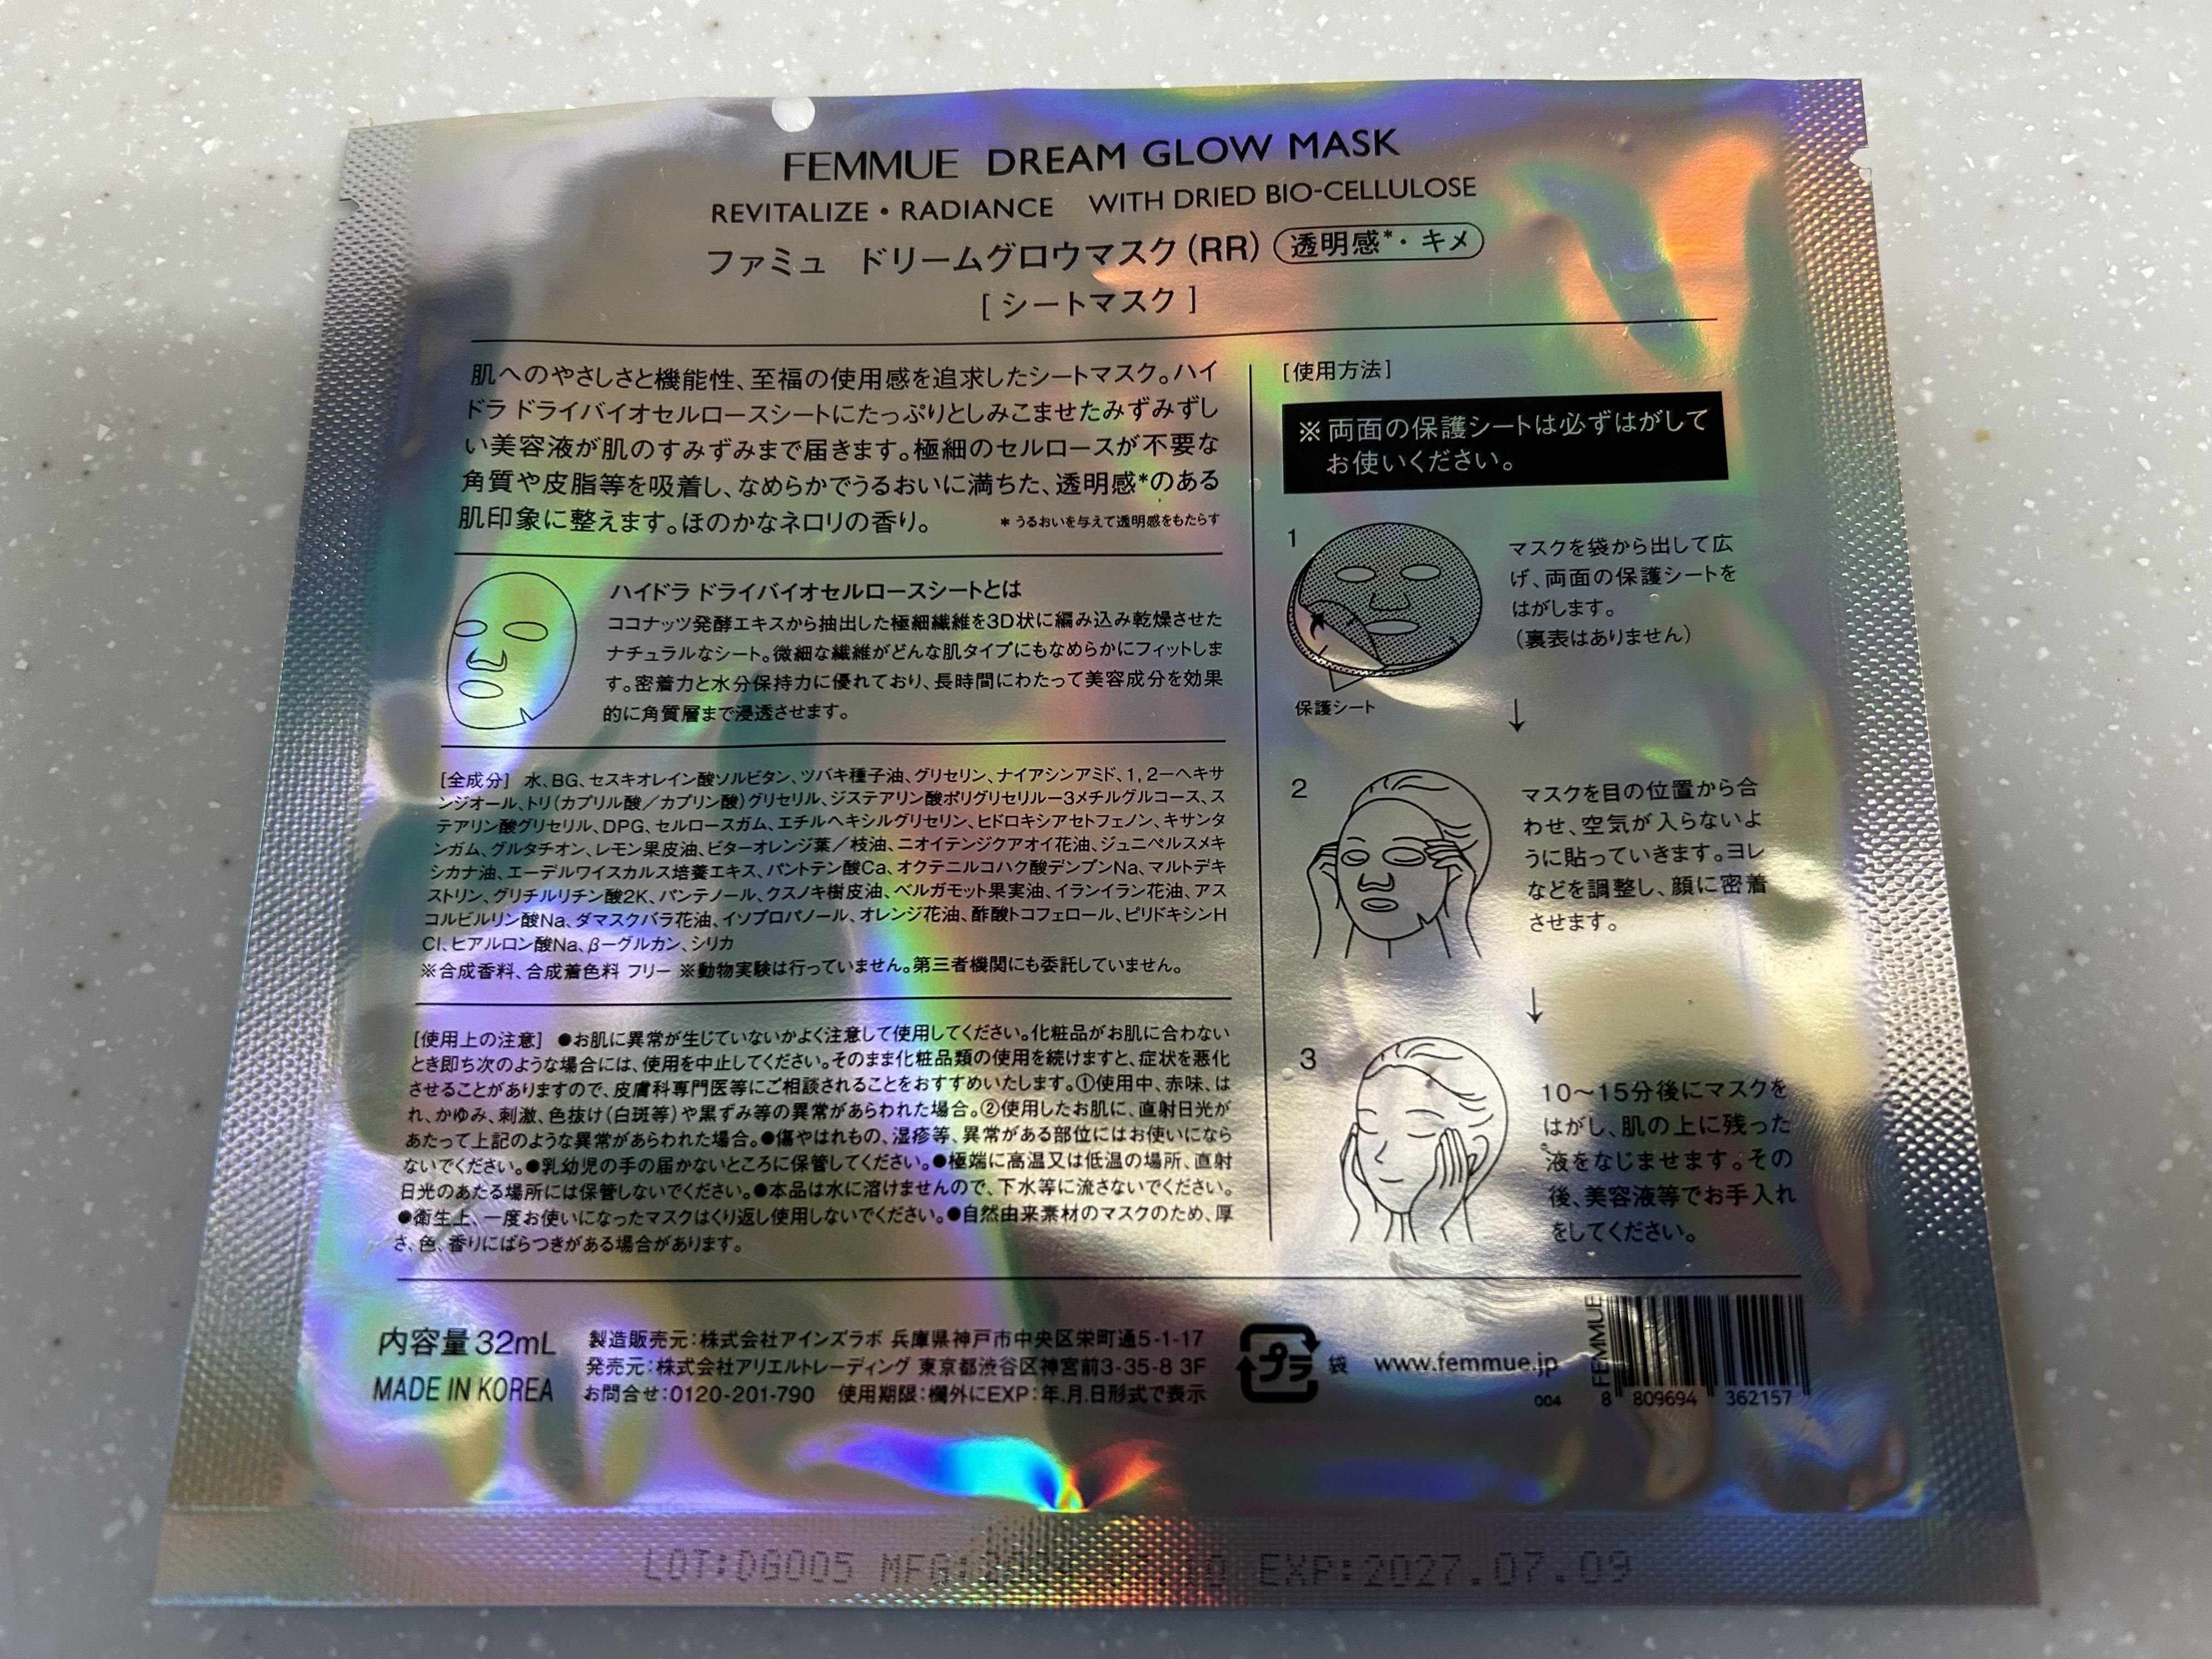 FEMMUE DREAM GLOW MASK
REVITALIZE・RADIANCE WITH DRIED BIO-CELLULOSE
ファミュ ドリームグロウマスク(RR) 透明感*・キメ
[シートマスク]
肌へのやさしさと機能性、至福の使用感を追求したシートマスク。ハイ
ドラ ドライバイオセルロースシートにたっぷりとしみこませたみずみずし
い美容液が肌のすみずみまで届きます。極細のセルロースが不要な
角質や皮脂等を吸着し、なめらかでうるおいに満ちた、透明感*のある
肌印象に整えます。ほのかなネロリの香り。
* うるおいを与えて透明感をもたらす
ハイドラ ドライバイオセルロースシートとは
ココナッツ発酵エキスから抽出した極細繊維を3D状に編み込み乾燥させた
ナチュラルなシート。微細な繊維がどんな肌タイプにもなめらかにフィットしま
す。密着力と水分保持力に優れており、長時間にわたって美容成分を効果
的に角質層まで浸透させます。
[全成分] 水、BG、セスキオレイン酸ソルビタン、ツバキ種子油、グリセリン、ナイアシンアミド、1,2ーヘキサ
ンジオール、トリ(カプリル酸/カプリン酸)グリセリル、ジステアリン酸ポリグリセリルー3メチルグルコース、ス
テアリン酸グリセリル、DPG、セルロースガム、エチルヘキシルグリセリン、ヒドロキシアセトフェノン、キサンタ
ンガム、グルタチオン、レモン果皮油、ビターオレンジ葉/枝油、ニオイテンジクアオイ花油、ジュニペルスメキ
シカナ油、エーデルワイスカルス培養エキス、パントテン酸Ca、オクテニルコハク酸デンプンNa、マルトデキ
ストリン、グリチルリチン酸2K、パンテノール、クスノキ樹皮油、ベルガモット果実油、イランイラン花油、アス
コルビルリン酸Na、ダマスクバラ花油、イソプロパノール、オレンジ花油、酢酸トコフェロール、ピリドキシンH
Cl、ヒアルロン酸Na、βーグルカン、シリカ
※合成香料、合成着色料 フリー ※動物実験は行っていません。第三者機関にも委託していません。
[使用上の注意] ●お肌に異常が生じていないかよく注意して使用してください。化粧品がお肌に合わない
とき即ち次のような場合には、使用を中止してください。そのまま化粧品類の使用を続けますと、症状を悪化
させることがありますので、皮膚科専門医等にご相談されることをおすすめいたします。①使用中、赤味、は
れ、かゆみ、刺激、色抜け(白斑等)や黒ずみ等の異常があらわれた場合。②使用したお肌に、直射日光が
あたって上記のような異常があらわれた場合。●傷やはれもの、湿疹等、異常がある部位にはお使いになら
ないでください。●乳幼児の手の届かないところに保管してください。●極端に高温又は低温の場所、直射
日光のあたる場所には保管しないでください。●本品は水に溶けませんので、下水等に流さないでください。
●衛生上、一度お使いになったマスクはくり返し使用しないでください。●自然由来素材のマスクのため、厚
さ、色、香りにばらつきがある場合があります。
[使用方法]
※両面の保護シートは必ずはがして
お使いください。
1
マスクを袋から出して広
げ、両面の保護シートを
はがします。
(裏表はありません)
保護シート
↓
2
マスクを目の位置から合
わせ、空気が入らないよ
うに貼っていきます。ヨレ
などを調整し、顔に密着
させます。
↓
3
10〜15分後にマスクを
はがし、肌の上に残った
液をなじませます。その
後、美容液等でお手入れ
をしてください。
内容量32mL
MADE IN KOREA
製造販売元:株式会社アインズラボ 兵庫県神戸市中央区栄町通5-1-17
発売元:株式会社アリエルトレーディング 東京都渋谷区神宮前3-35-8 3F
お問合せ:0120-201-790 使用期限:欄外にEXP:年.月.日形式で表示
プラ 袋
www.femmue.jp
004
FEMMUE
8 809694 362157
LOT:DG005 MFG: EXP:2027.07.09